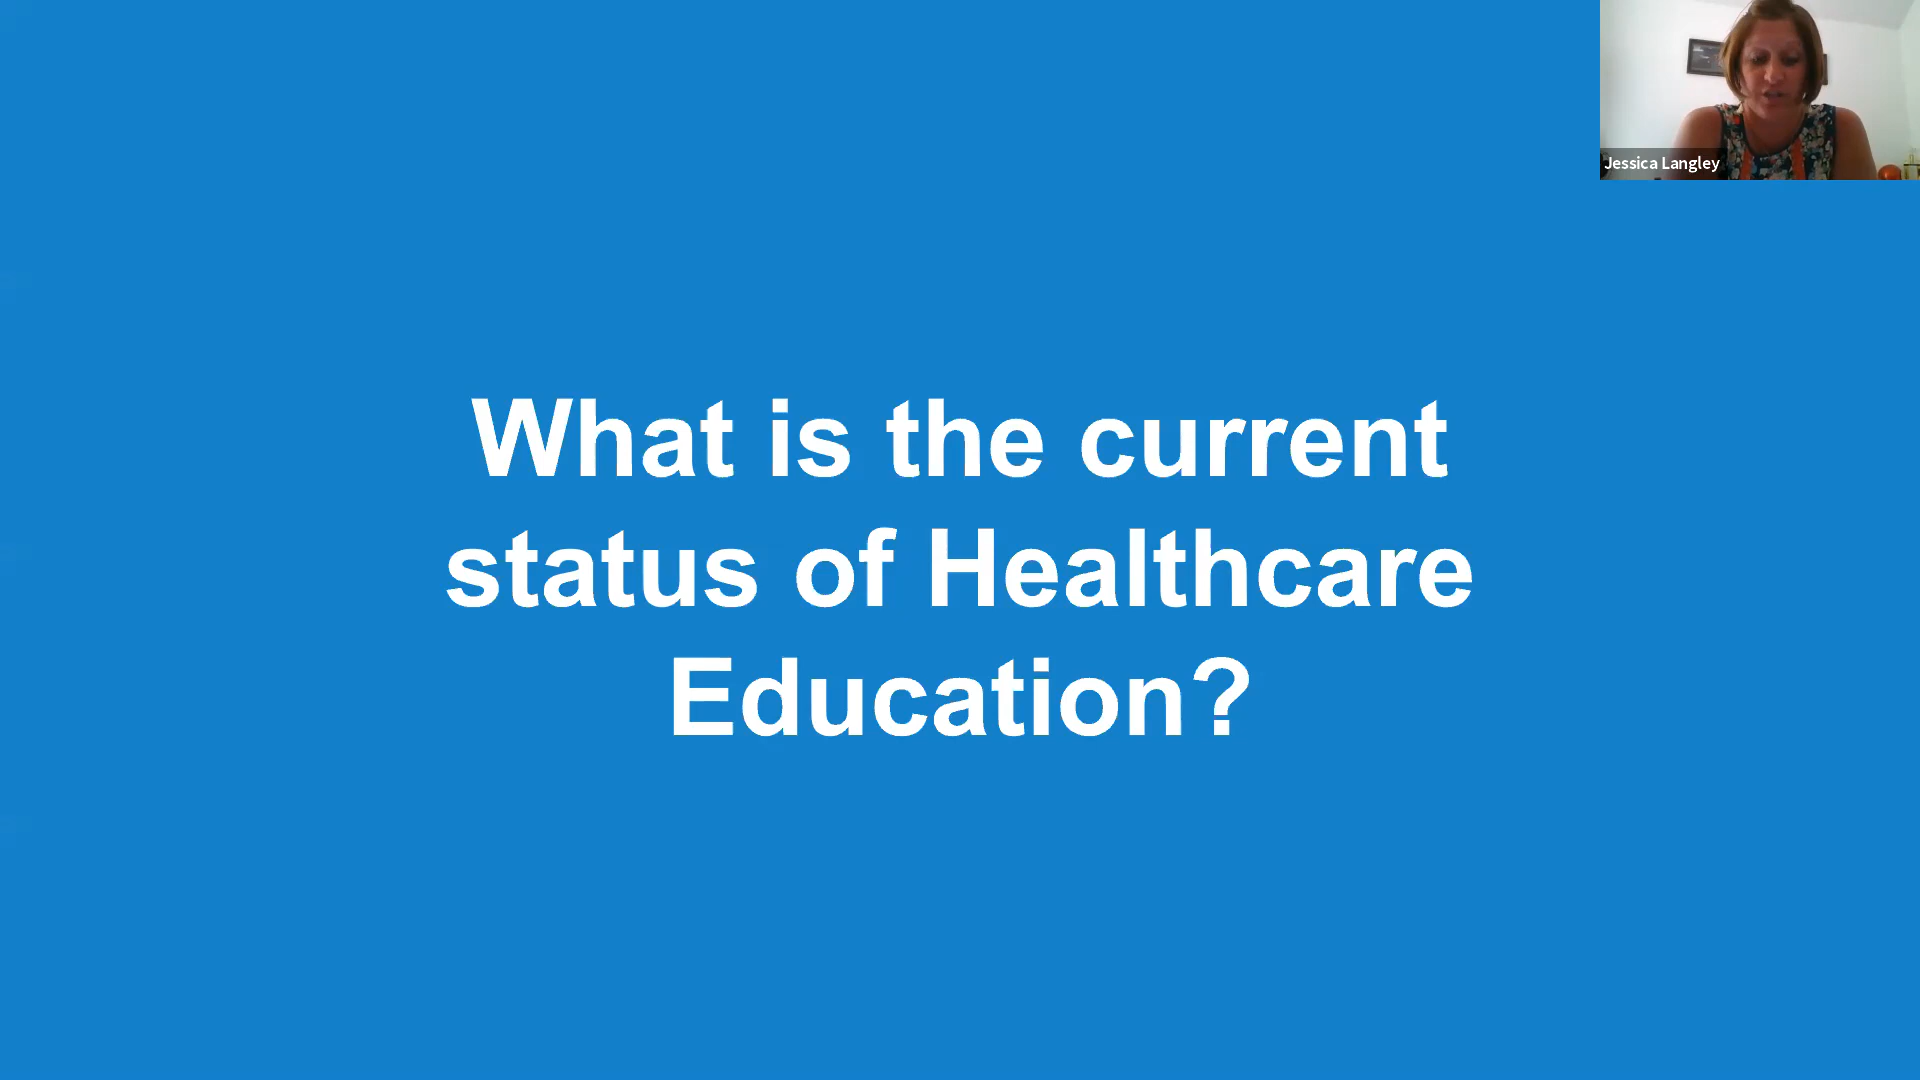 Jessica Langley
What is the current
status of Healthcare
Education?